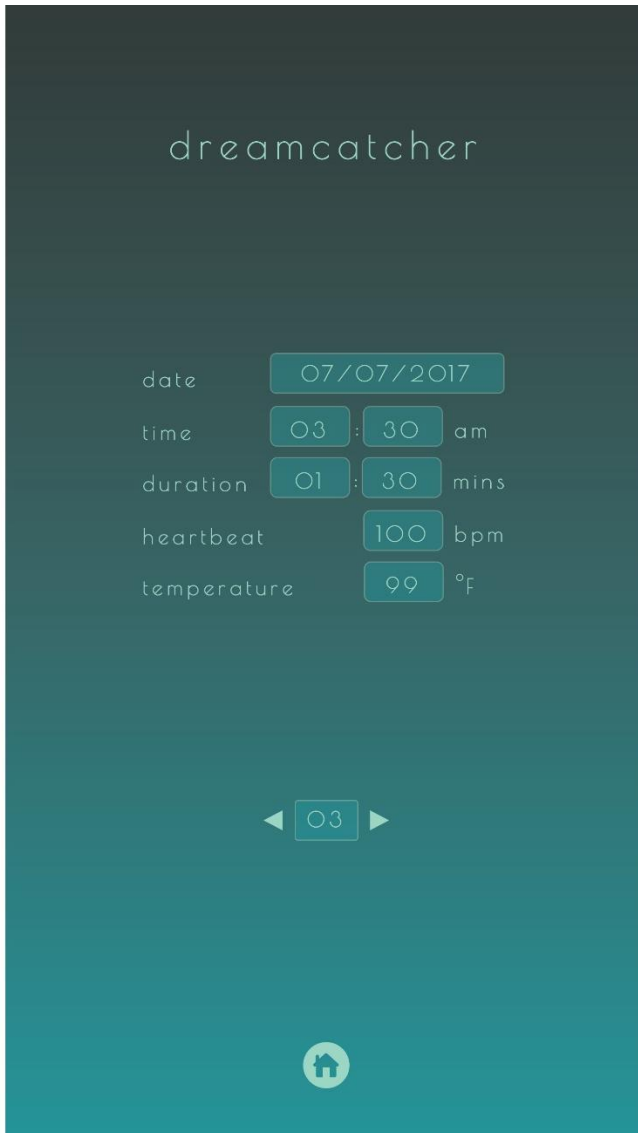 dreamcatcher
date 07/07/2017
time 03 : 30 am
duration 01 : 30 mins
heartbeat 100 bpm
temperature 99 °F
03